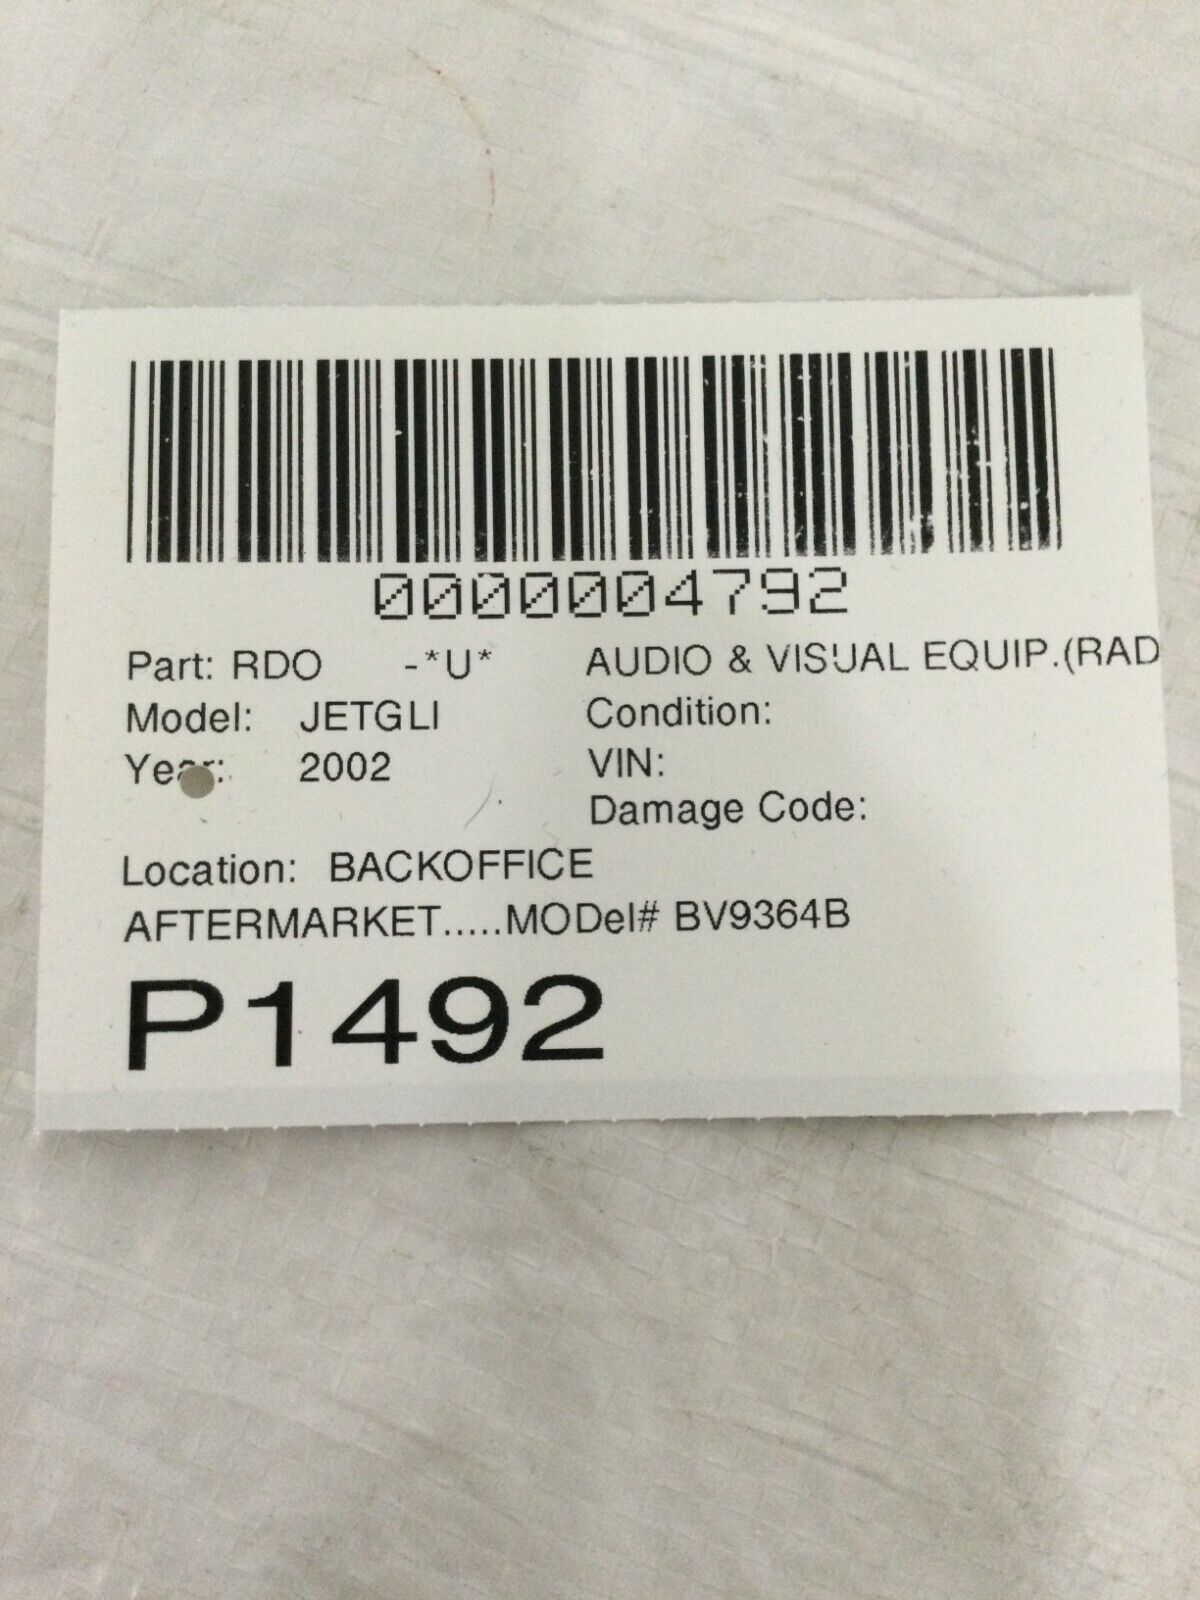 0000004792
Part: RDO -*U* AUDIO & VISUAL EQUIP.(RAD
Model: JETGLI Condition:
Year: 2002 VIN:
Damage Code:
Location: BACKOFFICE
AFTERMARKET.....MODel# BV9364B
P1492